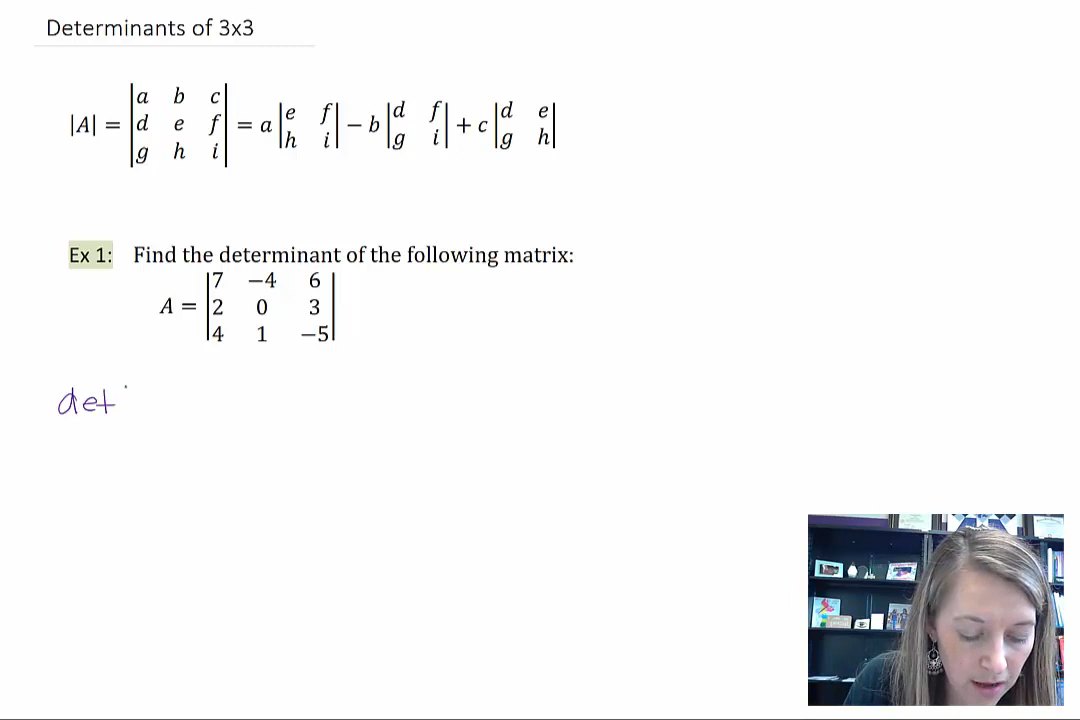 Determinants of 3x3
|A| = |a b c| = a |e f| − b |d f| + c |d e|
|d e f| |h i| |g i| |g h|
|g h i|
Ex 1: Find the determinant of the following matrix:
|7 −4 6|
A = |2 0 3|
|4 1 −5|
det